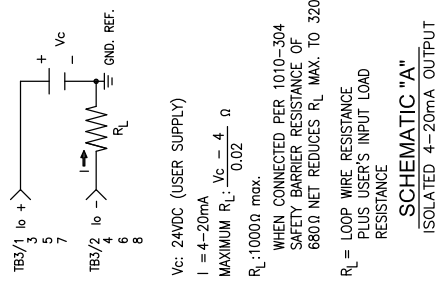 TB3/1 Io +
3
5
7
+
Vc
−
TB3/2 Io −
4
6
8
I
RL
GND. REF.
Vc: 24VDC (USER SUPPLY)
I = 4–20mA
MAXIMUM RL: Vc − 4 / 0.02 Ω
RL:1000Ω max.
WHEN CONNECTED PER 1010-304
SAFETY BARRIER RESISTANCE OF
680Ω NET REDUCES RL MAX. TO 320
RL = LOOP WIRE RESISTANCE
PLUS USER'S INPUT LOAD
RESISTANCE
SCHEMATIC "A"
ISOLATED 4–20mA OUTPUT